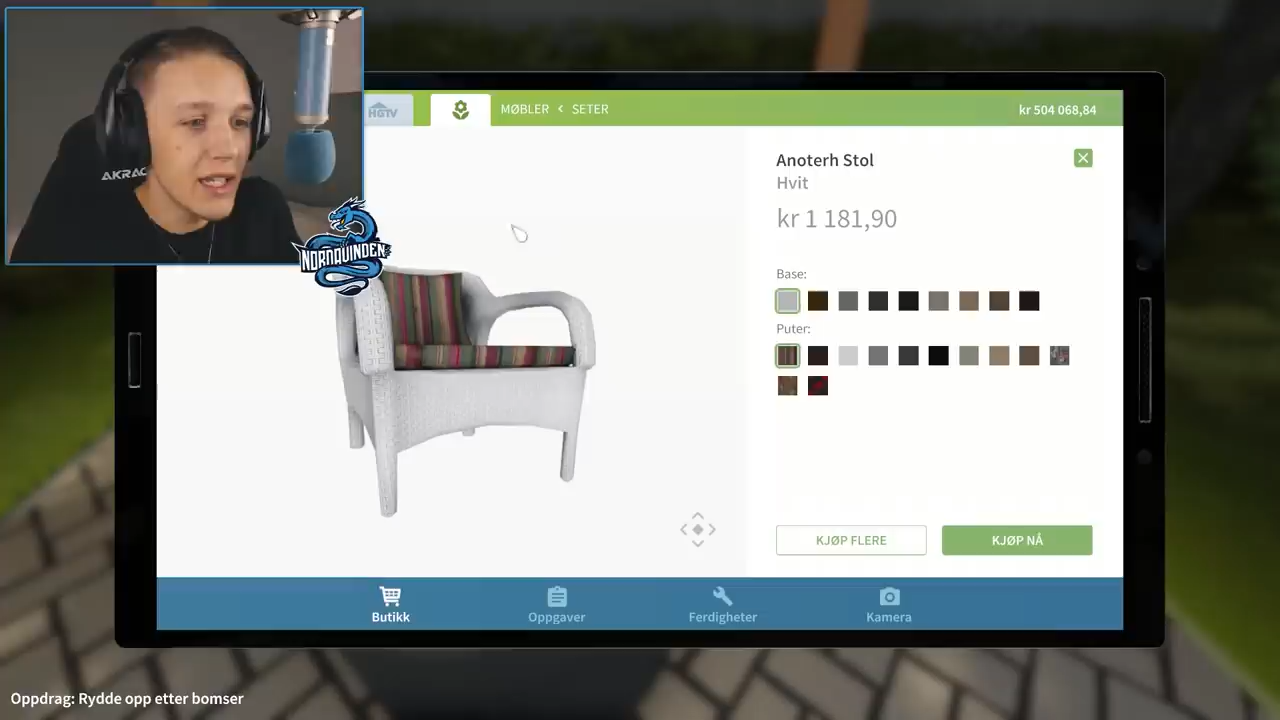 AKRAC
NORDAVINDEN
HGTV
MØBLER < SETER
kr 504 068,84
Anoterh Stol
Hvit
kr 1 181,90
Base:
Puter:
KJØP FLERE
KJØP NÅ
Butikk
Oppgaver
Ferdigheter
Kamera
Oppdrag: Rydde opp etter bomser